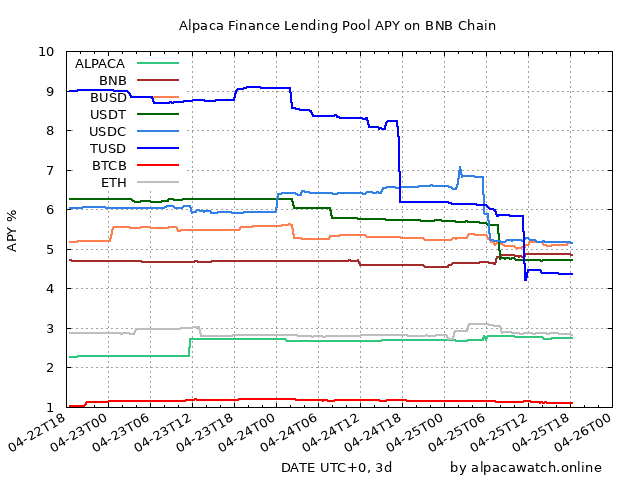 Alpaca Finance Lending Pool APY on BNB Chain
10
9
8
7
6
5
4
3
2
1
APY %
ALPACA
BNB
BUSD
USDT
USDC
TUSD
BTCB
ETH
04-22T18
04-23T00
04-23T06
04-23T12
04-23T18
04-24T00
04-24T06
04-24T12
04-24T18
04-25T00
04-25T06
04-25T12
04-25T18
04-26T00
DATE UTC+0, 3d
by alpacawatch.online